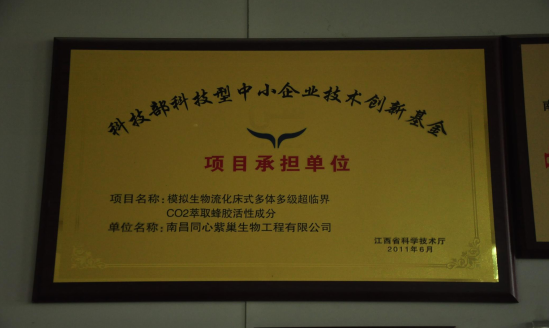 科技部科技型中小企业技术创新基金
项目承担单位
项目名称：模拟生物流化床式多体多级超临界
CO2萃取蜂胶活性成分
单位名称：南昌同心紫巢生物工程有限公司
江西省科学技术厅
2011年6月